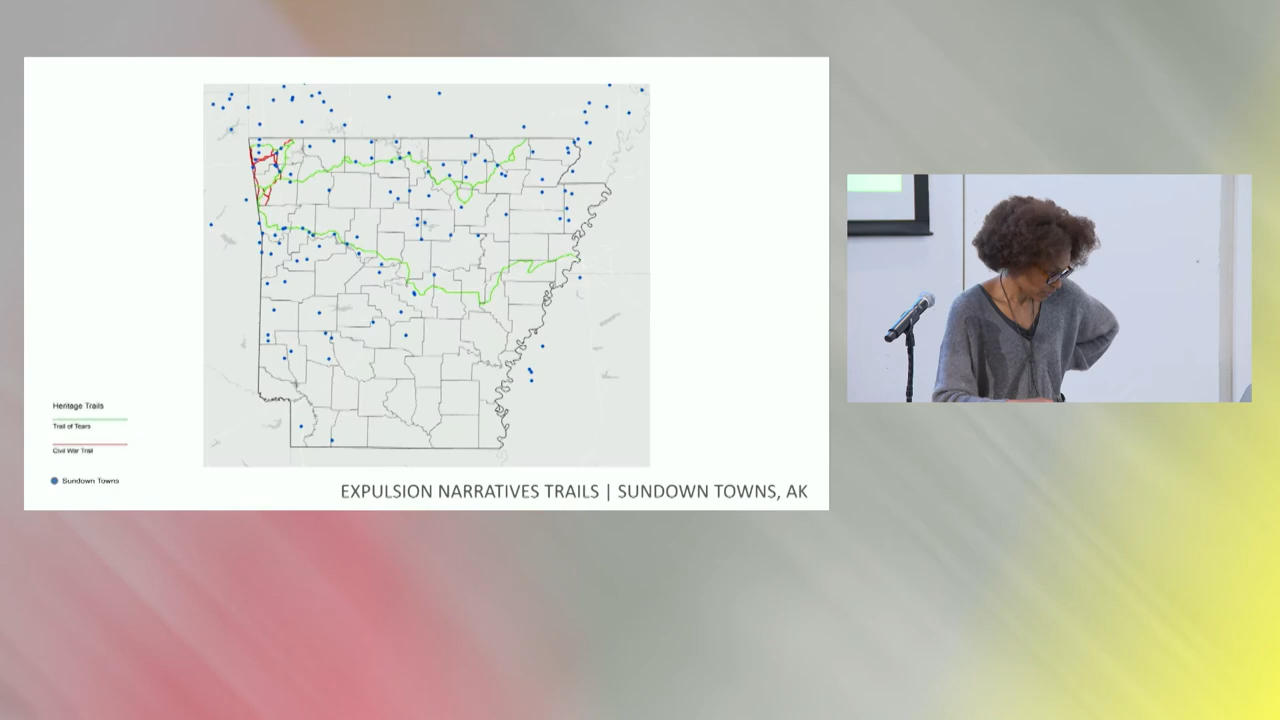 Heritage Trails
Trail of Tears
Civil War Trail
Sundown Towns
EXPULSION NARRATIVES TRAILS | SUNDOWN TOWNS, AK